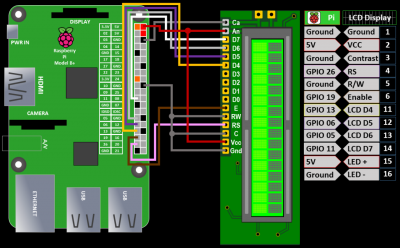 DISPLAY
Raspberry
Pi
Model B+
PWR IN
HDMI
CAMERA
A/V
ETHERNET
USB
USB
Ca
An
D7
D6
D5
D4
D3
D2
D1
D0
E
RW
RS
C
Vcc
Gnd
Pi LCD Display
Ground Ground 1
5V VCC 2
Ground Contrast 3
GPIO 26 RS 4
Ground R/W 5
GPIO 19 Enable 6
GPIO 13 LCD D4 11
GPIO 06 LCD D5 12
GPIO 05 LCD D6 13
GPIO 11 LCD D7 14
5V LED + 15
Ground LED - 16